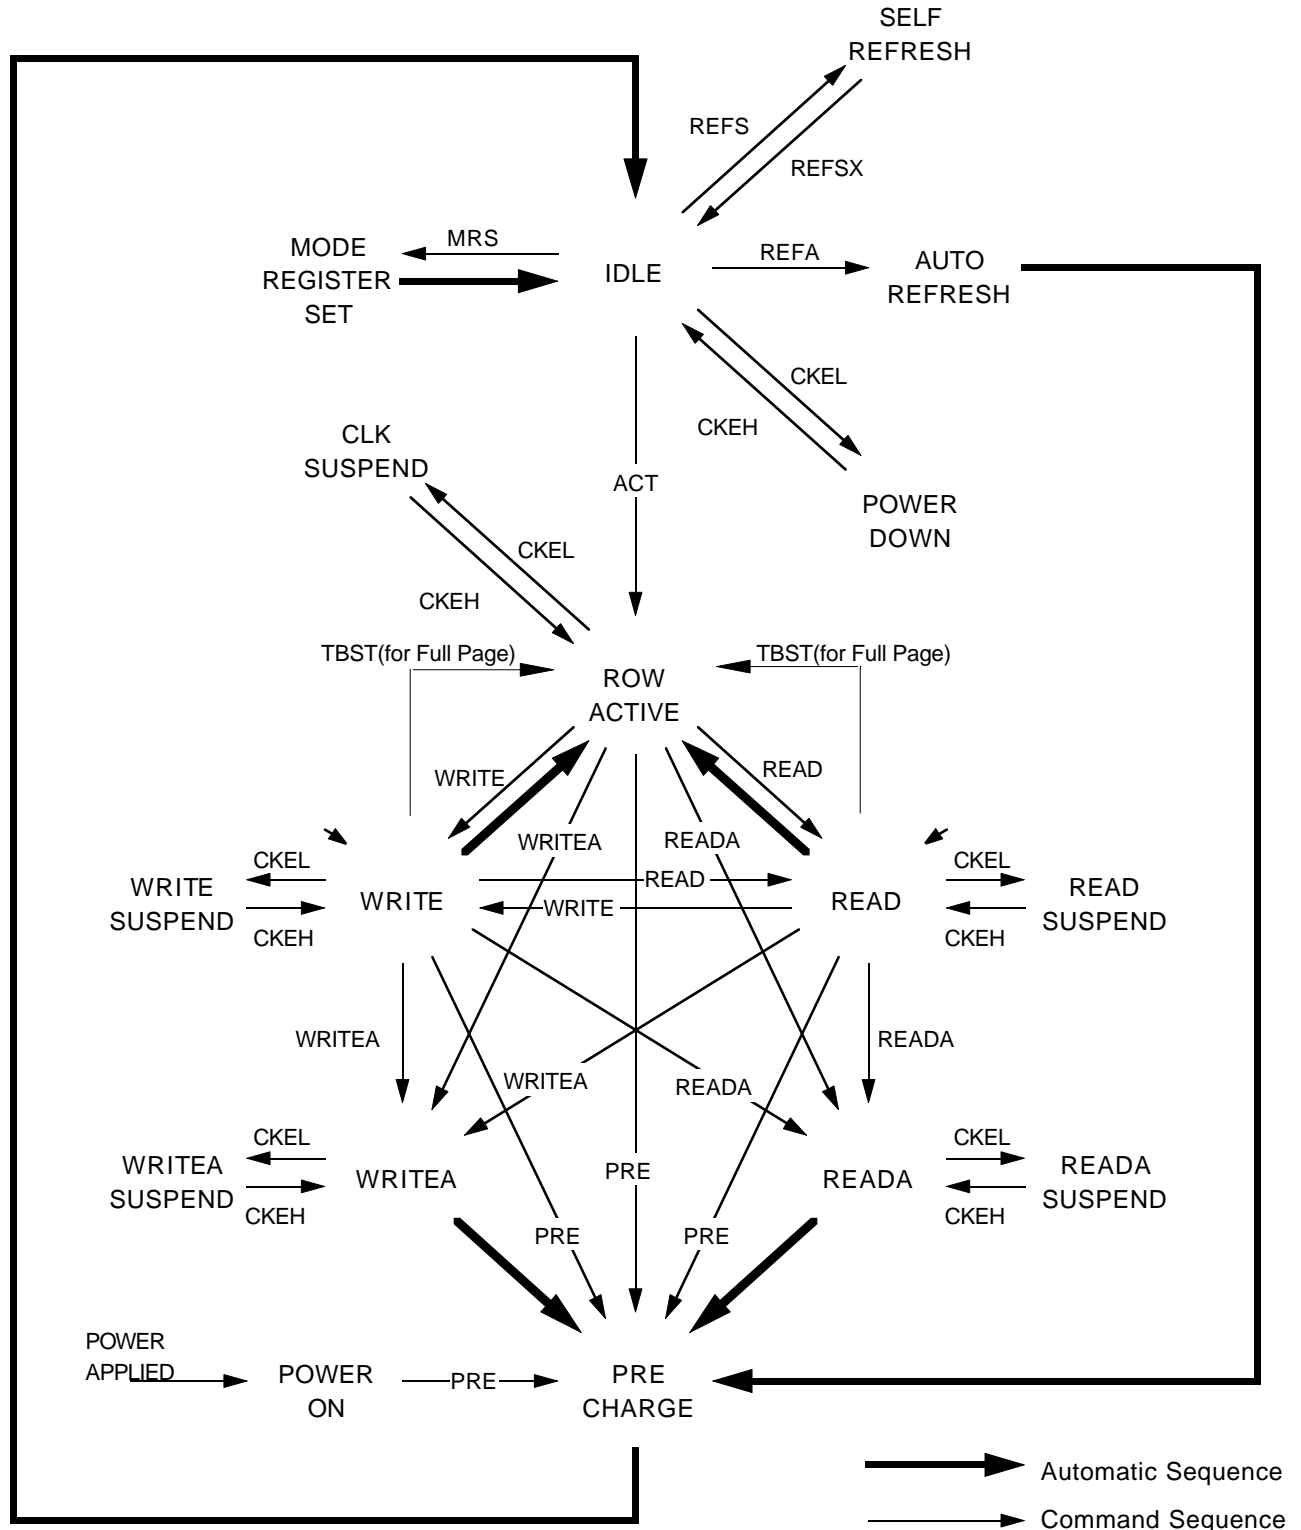 SELF
REFRESH
REFS
REFSX
MRS
MODE
REGISTER
SET
IDLE
REFA
AUTO
REFRESH
CKEL
CKEH
CLK
SUSPEND
ACT
POWER
DOWN
CKEL
CKEH
TBST(for Full Page)
TBST(for Full Page)
ROW
ACTIVE
WRITE
READ
WRITEA
READA
CKEL
CKEL
WRITE
SUSPEND
WRITE
READ
WRITE
READ
READ
SUSPEND
CKEH
CKEH
WRITEA
READA
WRITEA
READA
CKEL
CKEL
WRITEA
SUSPEND
WRITEA
PRE
READA
READA
SUSPEND
CKEH
CKEH
PRE
PRE
POWER
APPLIED
POWER
ON
PRE
PRE
CHARGE
Automatic Sequence
Command Sequence